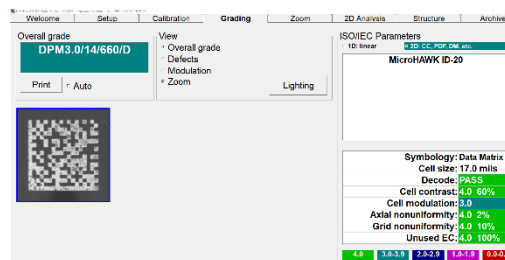 Welcome Setup Calibration Grading Zoom 2D Analysis Structure Archive
Overall grade
DPM3.0/14/660/D
Print Auto
View
Overall grade
Defects
Modulation
Zoom
Lighting
ISO/IEC Parameters
1D: linear 2D: CC, PDF, DM, etc.
MicroHAWK ID-20
Symbology: Data Matrix
Cell size: 17.0 mils
Decode: PASS
Cell contrast: 4.0 60%
Cell modulation: 3.0
Axial nonuniformity: 4.0 2%
Grid nonuniformity: 4.0 10%
Unused EC: 4.0 100%
4.0 3.0-3.9 2.0-2.9 1.0-1.9